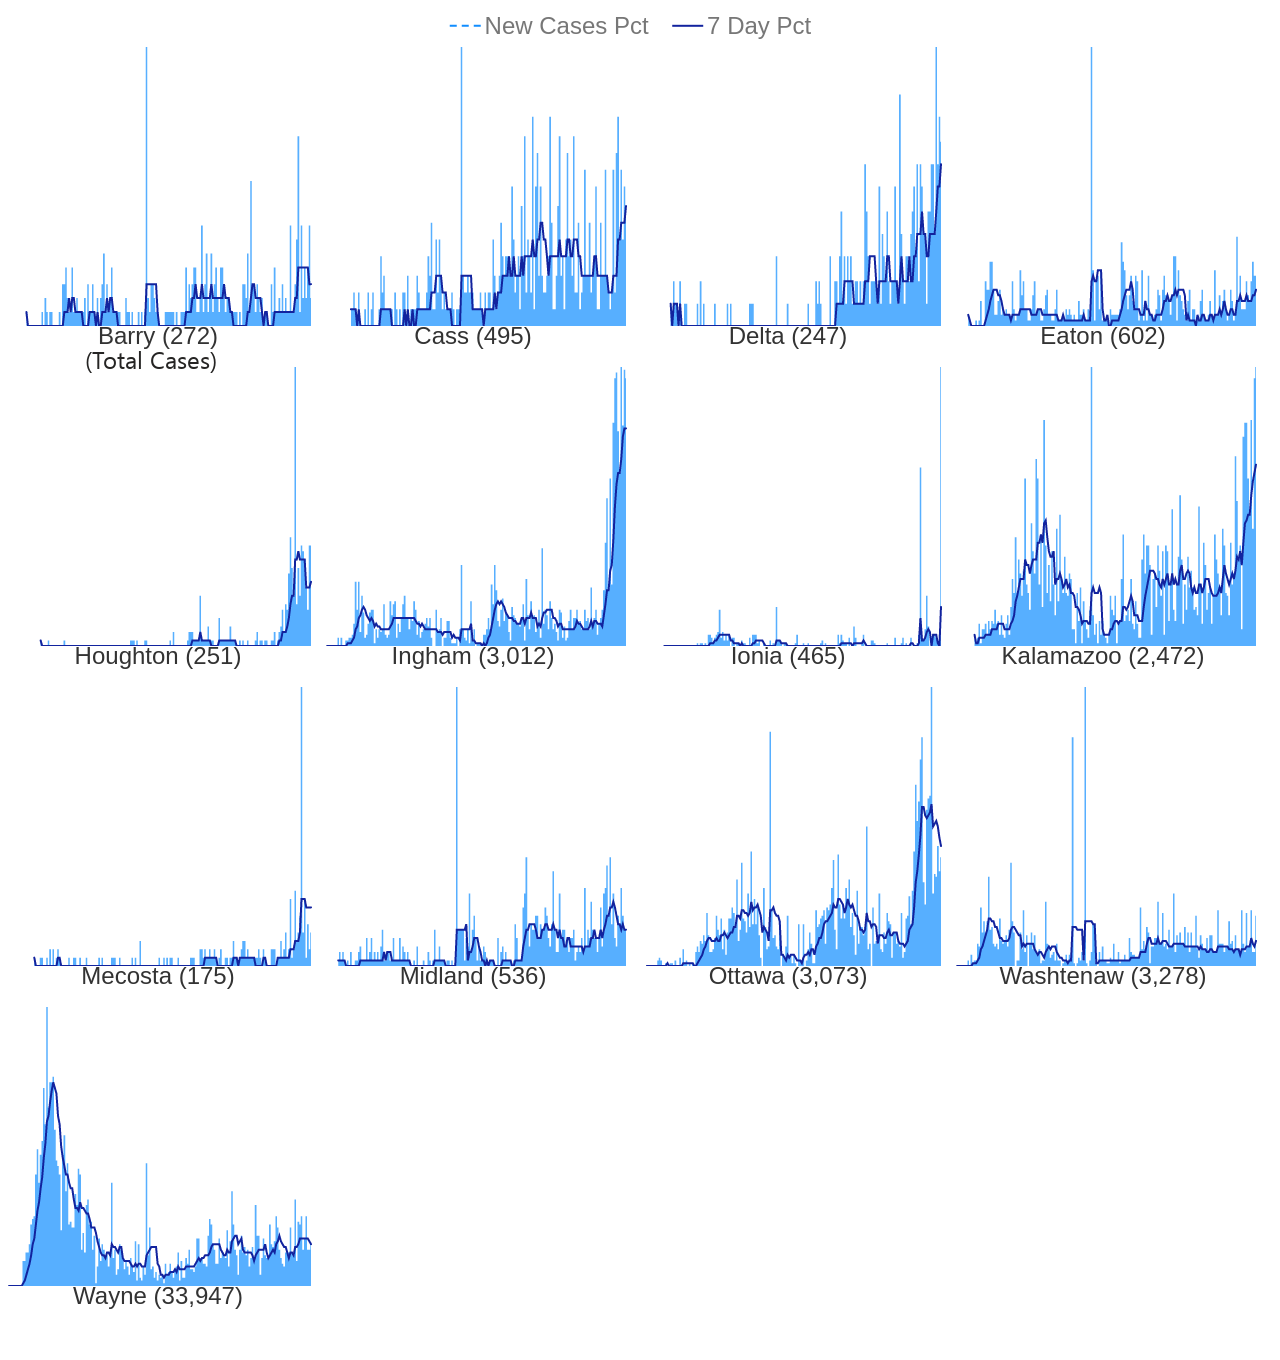 New Cases Pct 7 Day Pct
Barry (272)
(Total Cases)
Cass (495)
Delta (247)
Eaton (602)
Houghton (251)
Ingham (3,012)
Ionia (465)
Kalamazoo (2,472)
Mecosta (175)
Midland (536)
Ottawa (3,073)
Washtenaw (3,278)
Wayne (33,947)